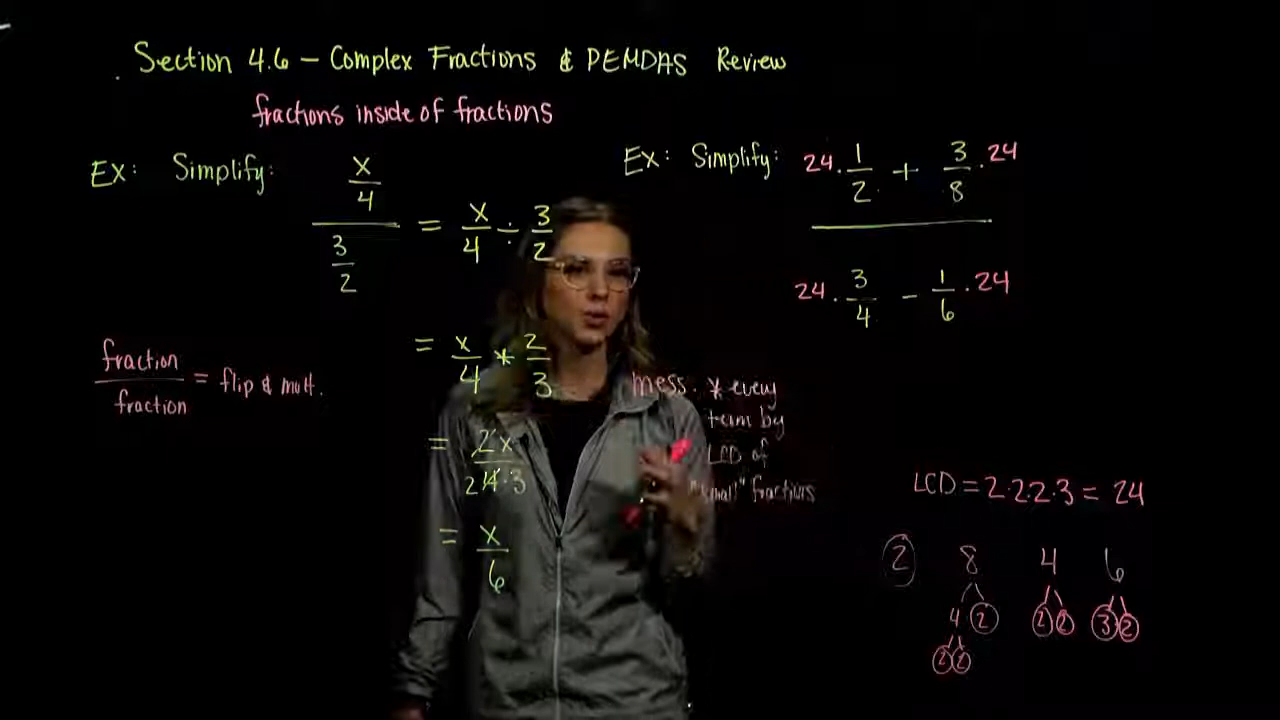 Section 4.6 – Complex Fractions & PEMDAS Review
fractions inside of fractions
Ex: Simplify:
x/4
3/2
= x/4 ÷ 3/2
= x/4 * 2/3
= 2x
2 4 · 3
= x/6
fraction
fraction
= flip & mult.
Ex: Simplify:
24 · 1/2 + 3/8 · 24
24 · 3/4 – 1/6 · 24
mess. * every
term by
LCD of
"small" fractions
LCD = 2·2·2·3 = 24
2 8 4 6
4 2 2 2 3 2
2 2